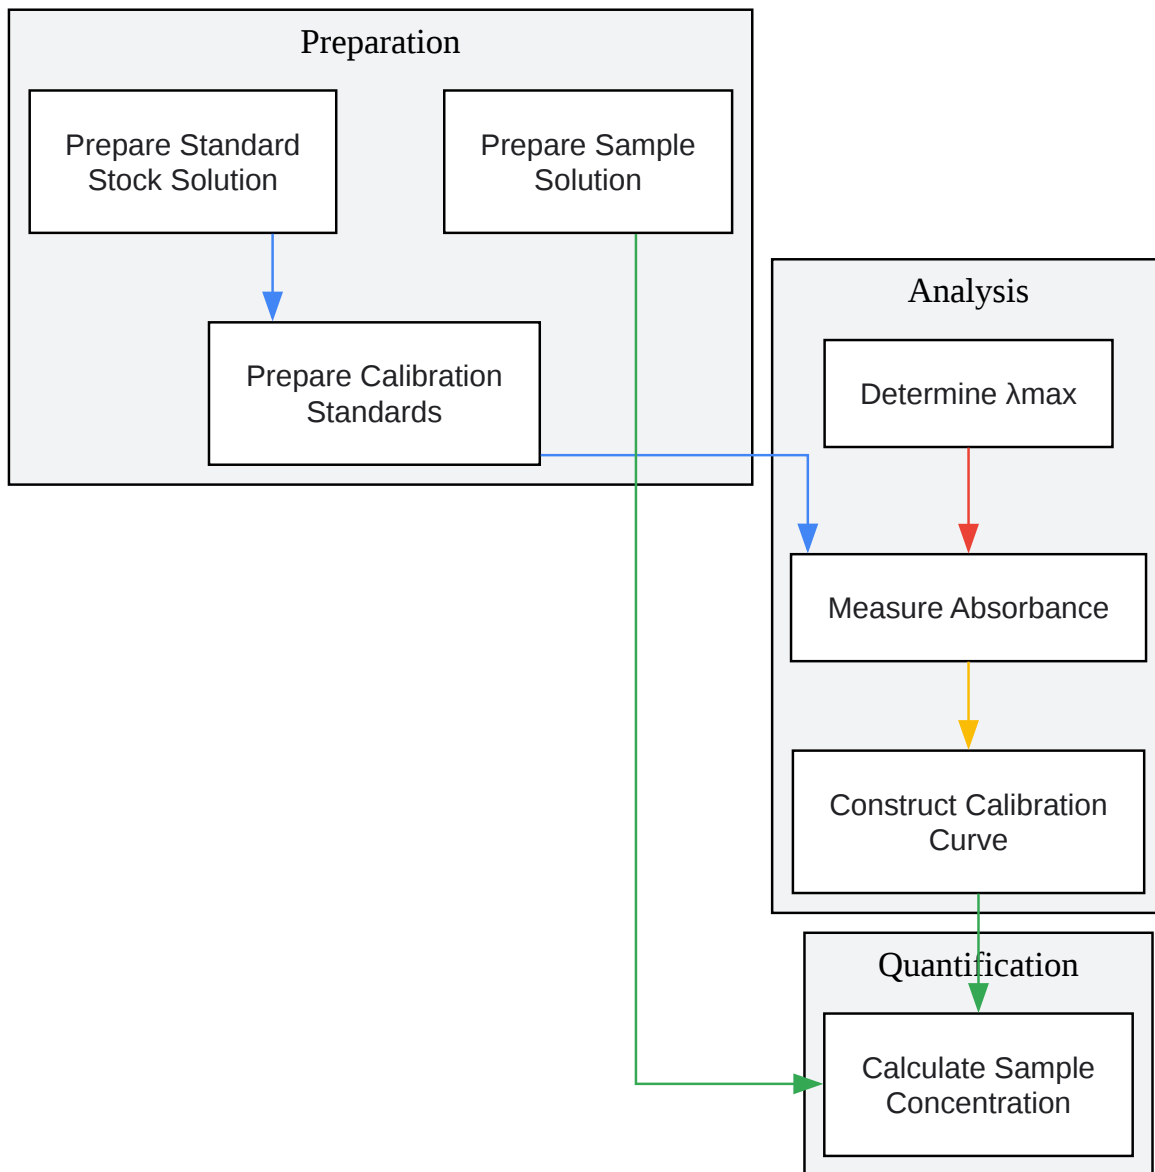 Preparation
Prepare Standard
Stock Solution
Prepare Sample
Solution
Prepare Calibration
Standards
Analysis
Determine λmax
Measure Absorbance
Construct Calibration
Curve
Quantification
Calculate Sample
Concentration